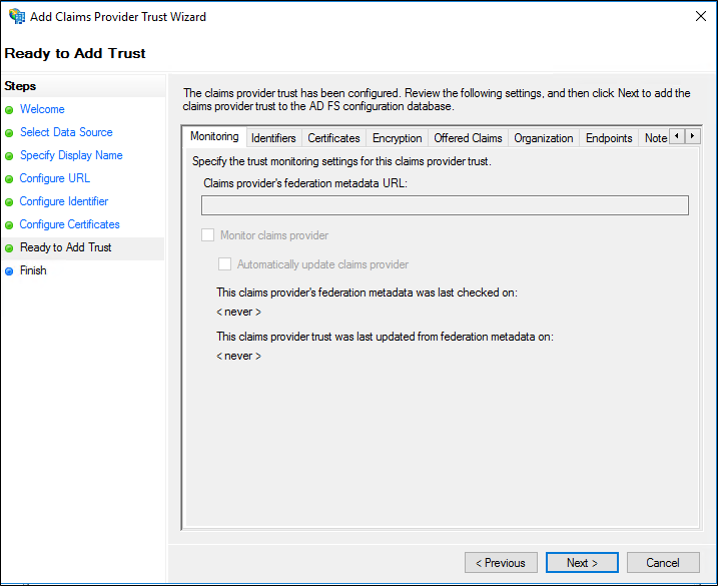 Add Claims Provider Trust Wizard
Ready to Add Trust
Steps
Welcome
Select Data Source
Specify Display Name
Configure URL
Configure Identifier
Configure Certificates
Ready to Add Trust
Finish
The claims provider trust has been configured. Review the following settings, and then click Next to add the
claims provider trust to the AD FS configuration database.
Monitoring Identifiers Certificates Encryption Offered Claims Organization Endpoints Note
Specify the trust monitoring settings for this claims provider trust.
Claims provider's federation metadata URL:
Monitor claims provider
Automatically update claims provider
This claims provider's federation metadata was last checked on:
< never >
This claims provider trust was last updated from federation metadata on:
< never >
< Previous Next > Cancel